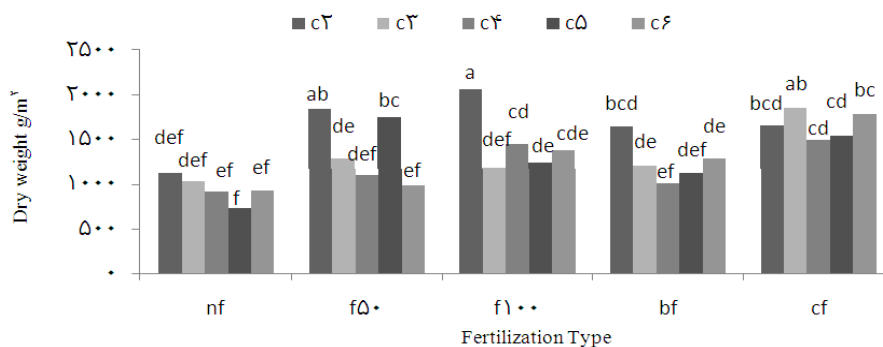 c۲ c۳ c۴ c۵ c۶
Dry weight g/m۲
۲۵۰۰
۲۰۰۰
۱۵۰۰
۱۰۰۰
۵۰۰
۰
def def ef f ef
ab de def bc ef
a def cd de cde
bcd de ef def de
bcd ab cd cd bc
nf f۵۰ f۱۰۰ bf cf
Fertilization Type